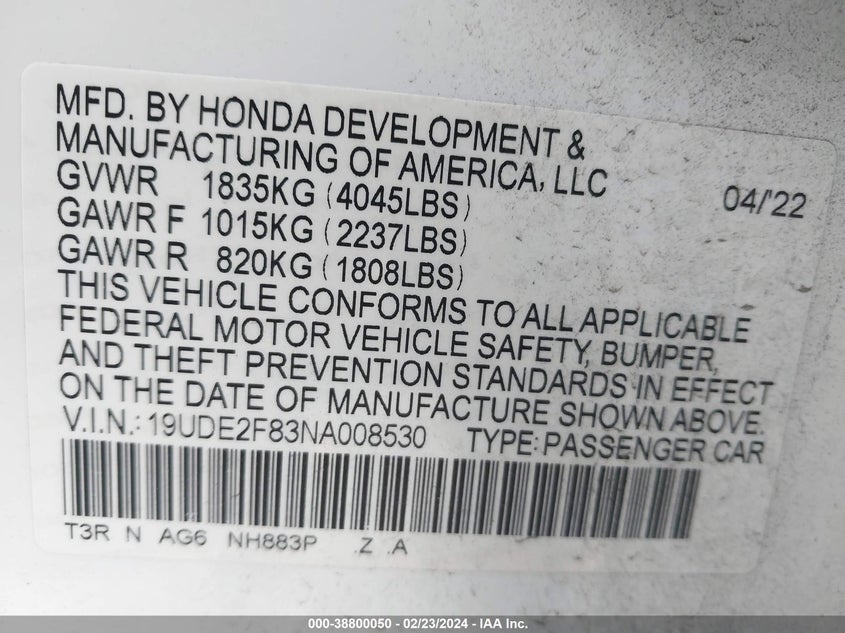 MFD. BY HONDA DEVELOPMENT &
MANUFACTURING OF AMERICA, LLC
GVWR 1835KG (4045LBS) 04/'22
GAWR F 1015KG (2237LBS)
GAWR R 820KG (1808LBS)
THIS VEHICLE CONFORMS TO ALL APPLICABLE
FEDERAL MOTOR VEHICLE SAFETY, BUMPER,
AND THEFT PREVENTION STANDARDS IN EFFECT
ON THE DATE OF MANUFACTURE SHOWN ABOVE.
V.I.N.: 19UDE2F83NA008530 TYPE: PASSENGER CAR
T3R N AG6 NH883P .Z .A
000-38800050 - 02/23/2024 - IAA Inc.